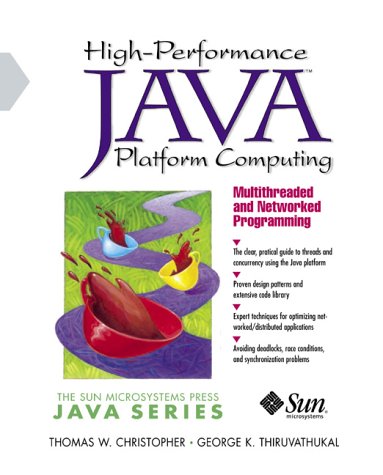 High-Performance
JAVA™
Platform Computing
Multithreaded
and Networked
Programming
The clear, pratical guide to threads and
concurrency using the Java platform
Proven design patterns and
extensive code library
Expert techniques for optimizing net-
worked/distributed applications
Avoiding deadlocks, race conditions,
and synchronization problems
THE SUN MICROSYSTEMS PRESS
JAVA SERIES
Sun
microsystems
THOMAS W. CHRISTOPHER • GEORGE K. THIRUVATHUKAL